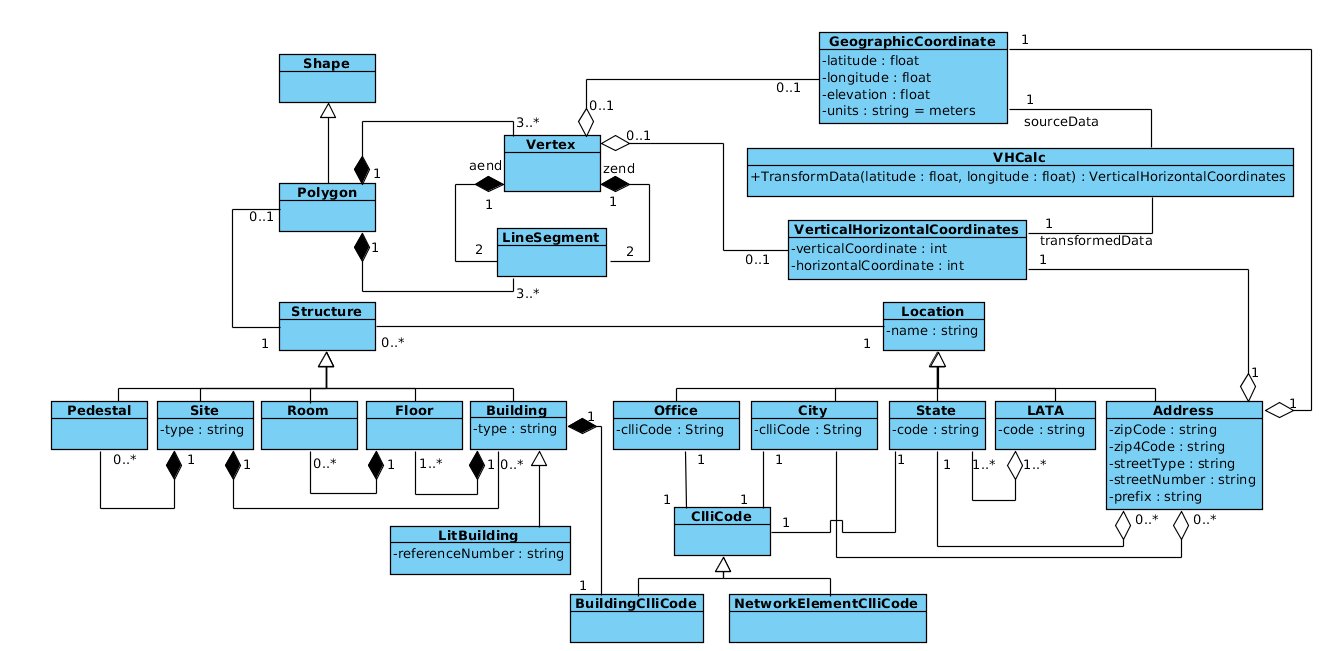 GeographicCoordinate
-latitude : float
-longitude : float
-elevation : float
-units : string = meters
1
1
sourceData
0..1
Shape
Polygon
0..1
1
1
3..*
3..*
Vertex
0..1
0..1
aend
zend
1
1
LineSegment
2
2
VHCalc
+TransformData(latitude : float, longitude : float) : VerticalHorizontalCoordinates
VerticalHorizontalCoordinates
-verticalCoordinate : int
-horizontalCoordinate : int
0..1
1
transformedData
1
Structure
1
0..*
Location
-name : string
1
Pedestal
0..*
Site
-type : string
1
1
Room
0..*
Floor
1
1..*
Building
-type : string
1
1
0..*
LitBuilding
-referenceNumber : string
Office
-clliCode : String
1
City
-clliCode : String
1
State
-code : string
1
1
1..*
LATA
-code : string
1..*
Address
-zipCode : string
-zip4Code : string
-streetType : string
-streetNumber : string
-prefix : string
1
1
0..*
0..*
ClliCode
1
1
1
BuildingClliCode
1
NetworkElementClliCode